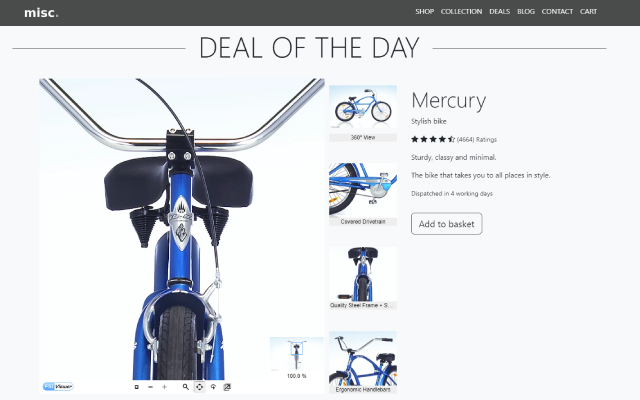 misc.
SHOP COLLECTION DEALS BLOG CONTACT CART
DEAL OF THE DAY
Mercury
Stylish bike
(4664) Ratings
Sturdy, classy and minimal.
The bike that takes you to all places in style.
Dispatched in 4 working days
Add to basket
360° View
Covered Drivetrain
Quality Steel Frame + S...
Ergonomic Handlebars
100.0 %
Viewer